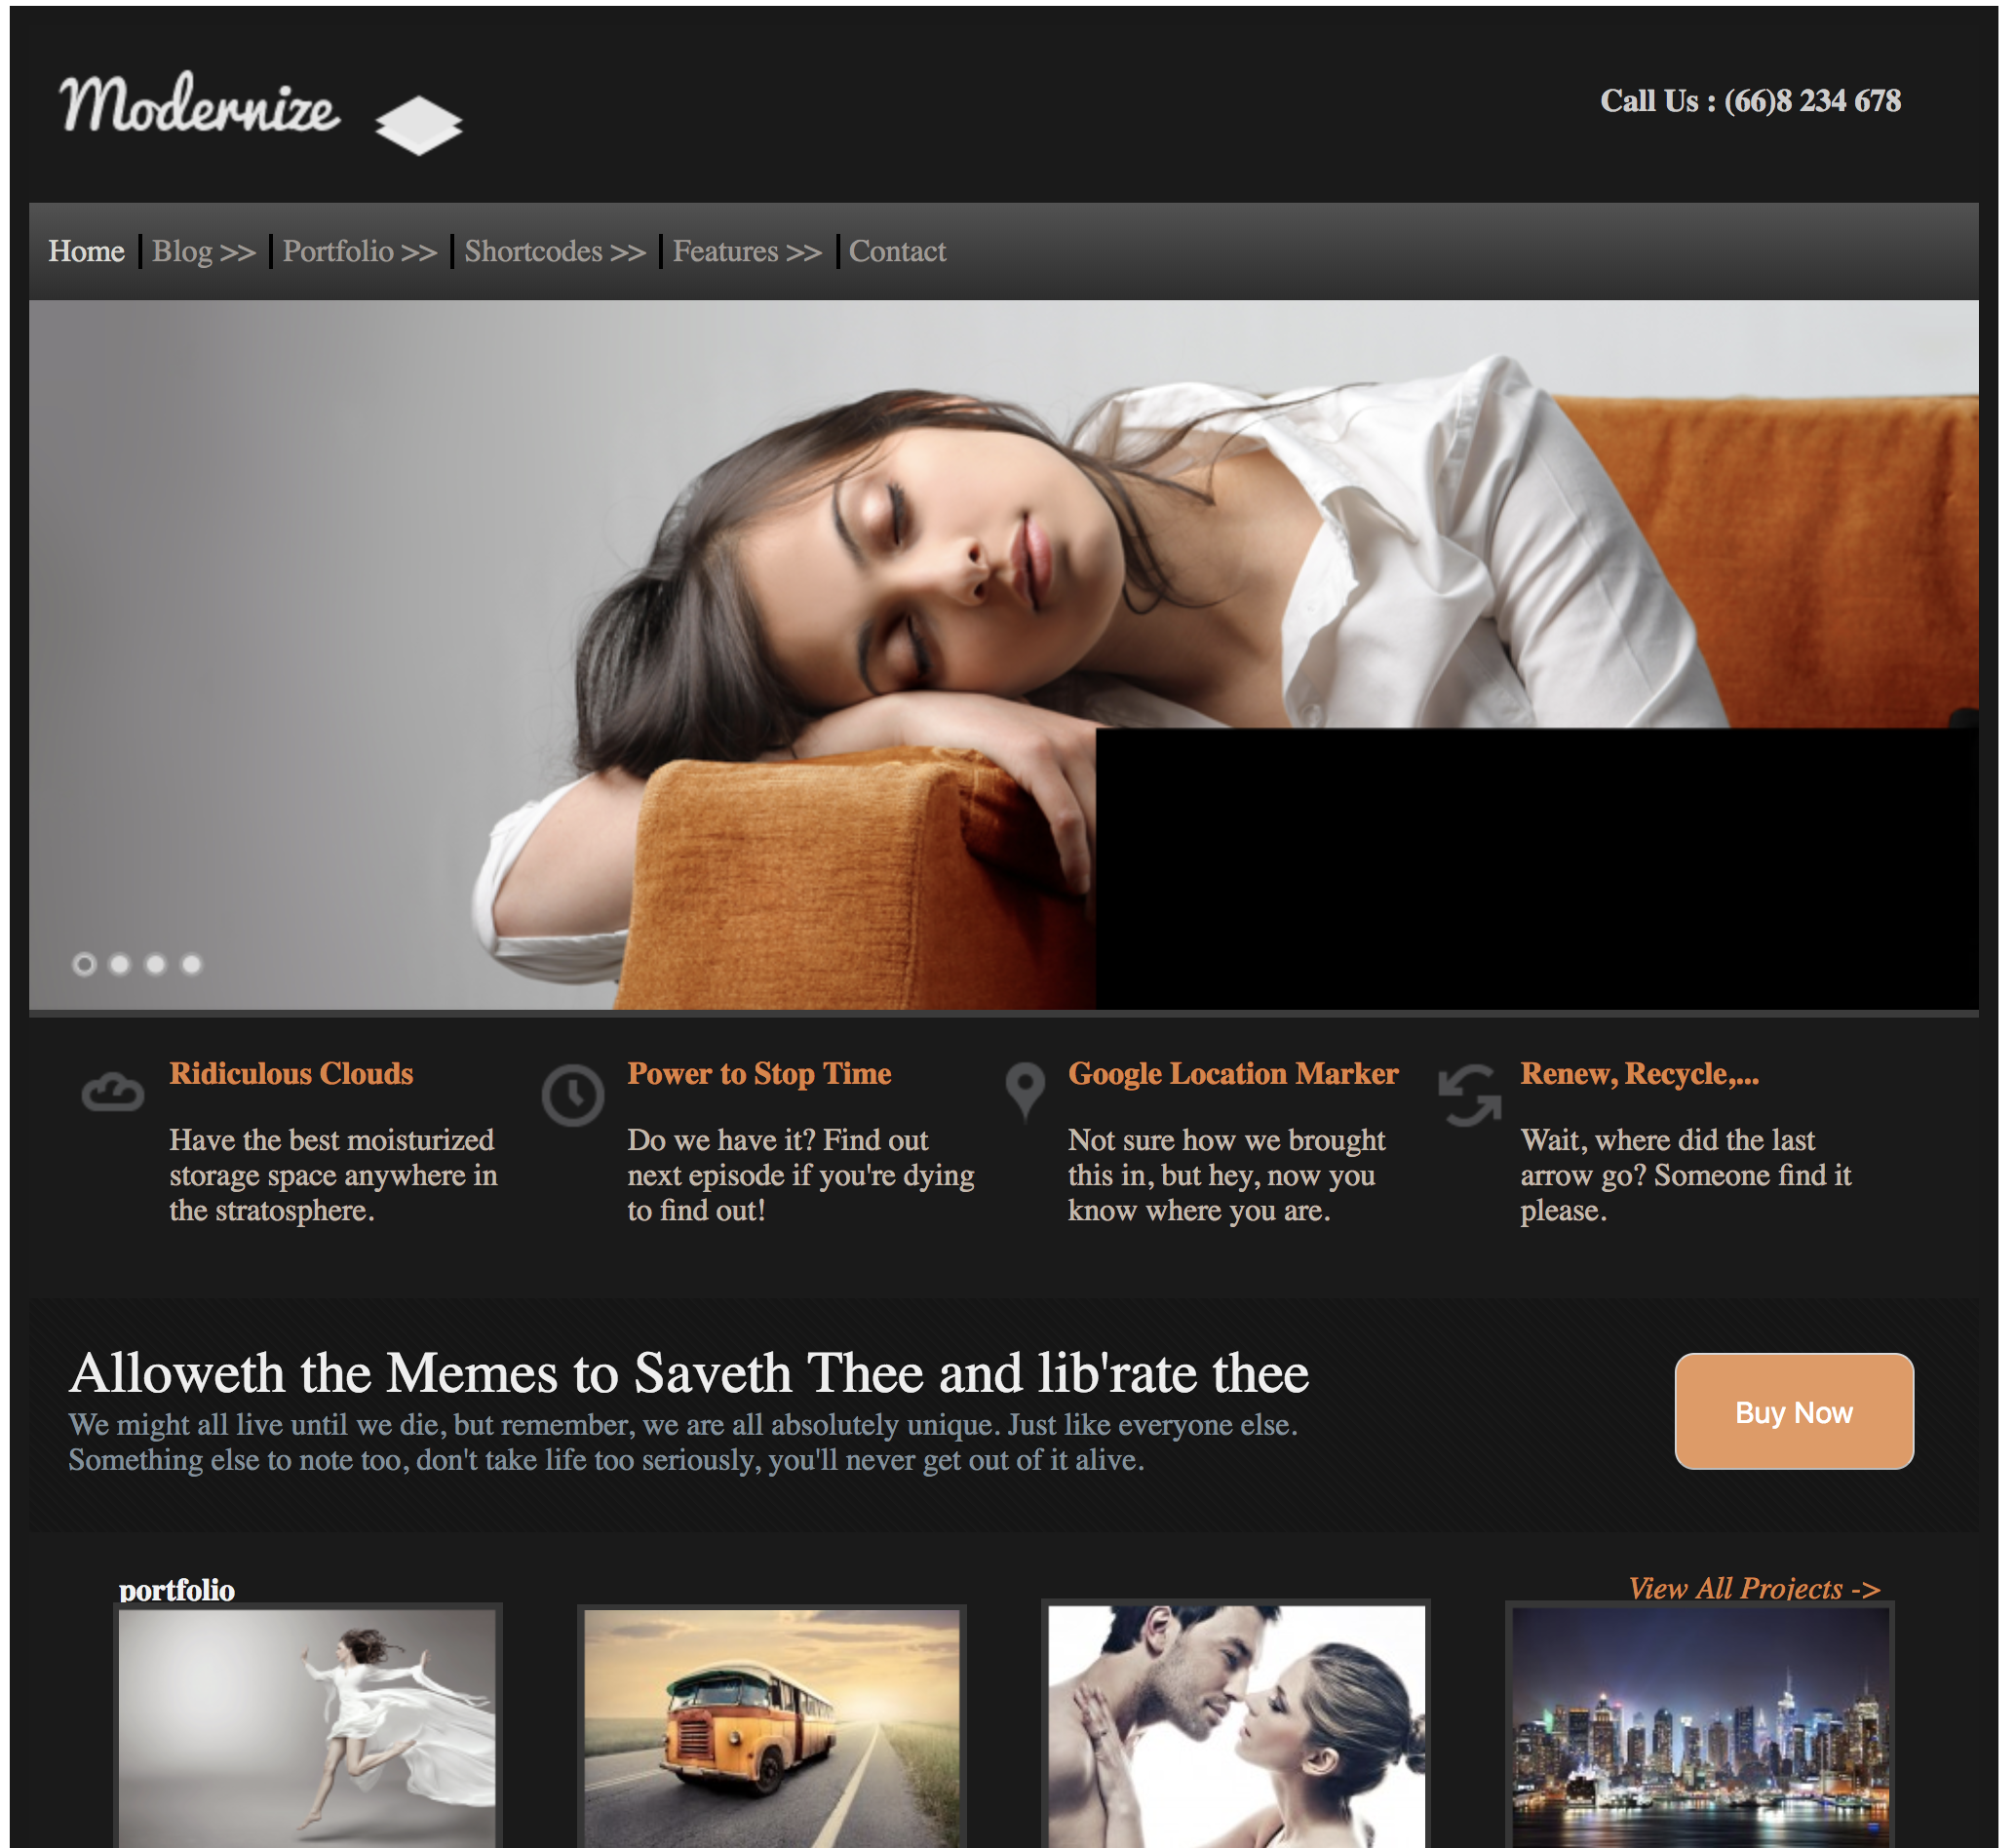 Modernize
Call Us : (66)8 234 678
Home
Blog >>
Portfolio >>
Shortcodes >>
Features >>
Contact
Ridiculous Clouds
Have the best moisturized
storage space anywhere in
the stratosphere.
Power to Stop Time
Do we have it? Find out
next episode if you're dying
to find out!
Google Location Marker
Not sure how we brought
this in, but hey, now you
know where you are.
Renew, Recycle,...
Wait, where did the last
arrow go? Someone find it
please.
Alloweth the Memes to Saveth Thee and lib'rate thee
We might all live until we die, but remember, we are all absolutely unique. Just like everyone else.
Something else to note too, don't take life too seriously, you'll never get out of it alive.
Buy Now
portfolio
View All Projects ->